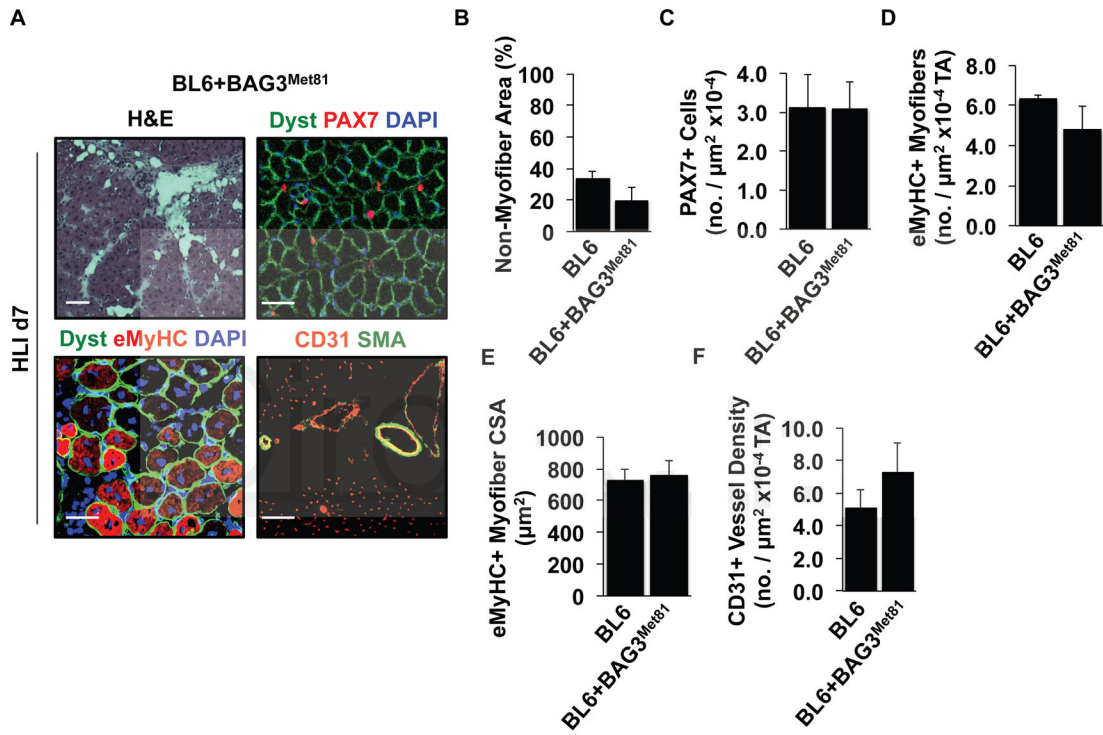 A
BL6+BAG3Met81
H&E
Dyst PAX7 DAPI
HLI d7
Dyst eMyHC DAPI
CD31 SMA
B
Non-Myofiber Area (%)
100
80
60
40
20
0
BL6
BL6+BAG3Met81
C
PAX7+ Cells
(no. / µm² x10⁻⁴)
4.0
3.0
2.0
1.0
0.0
BL6
BL6+BAG3Met81
D
eMyHC+ Myofibers
(no. / µm² x10⁻⁴ TA)
8.0
6.0
4.0
2.0
0.0
BL6
BL6+BAG3Met81
E
eMyHC+ Myofiber CSA
(µm²)
1000
800
600
400
200
0
BL6
BL6+BAG3Met81
F
CD31+ Vessel Density
(no. / µm² x10⁻⁴ TA)
10.0
8.0
6.0
4.0
2.0
0.0
BL6
BL6+BAG3Met81